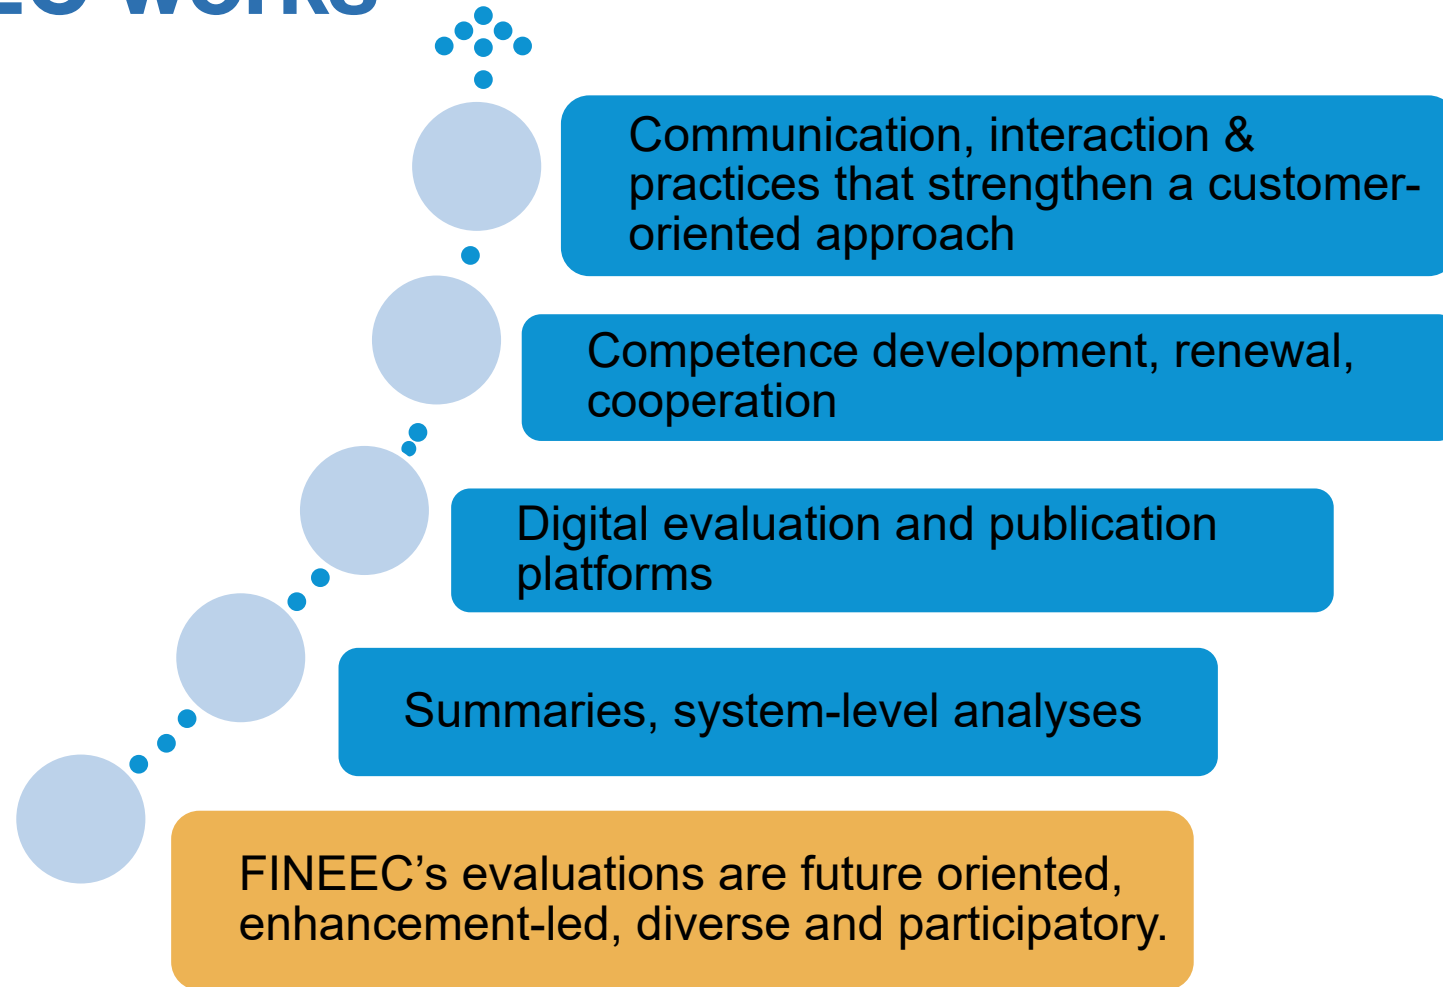 works
Communication, interaction &
practices that strengthen a customer-
oriented approach
Competence development, renewal,
cooperation
Digital evaluation and publication
platforms
Summaries, system-level analyses
FINEEC’s evaluations are future oriented,
enhancement-led, diverse and participatory.